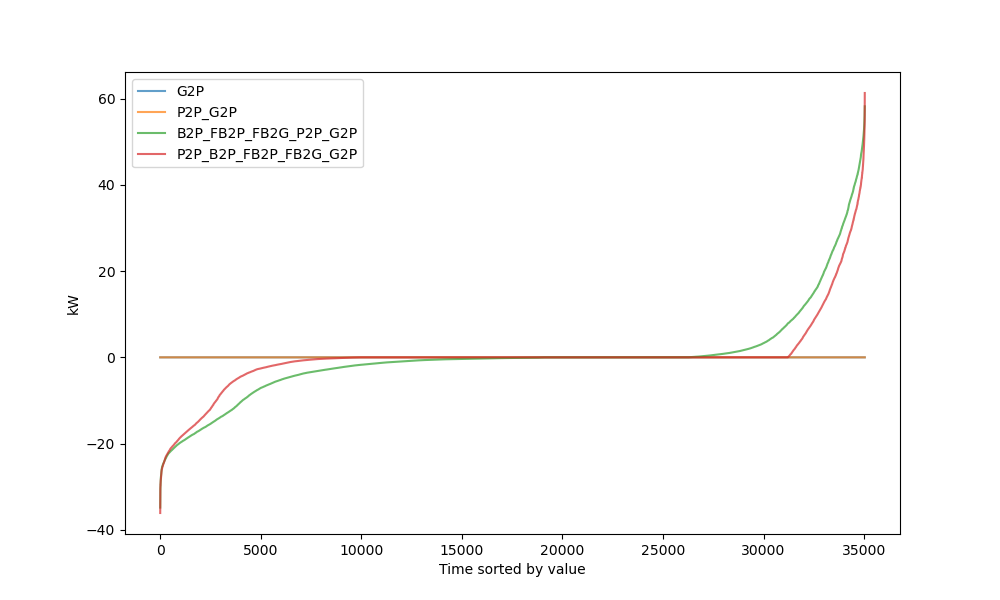 G2P
P2P_G2P
B2P_FB2P_FB2G_P2P_G2P
P2P_B2P_FB2P_FB2G_G2P
60
40
20
0
−20
−40
kW
0 5000 10000 15000 20000 25000 30000 35000
Time sorted by value